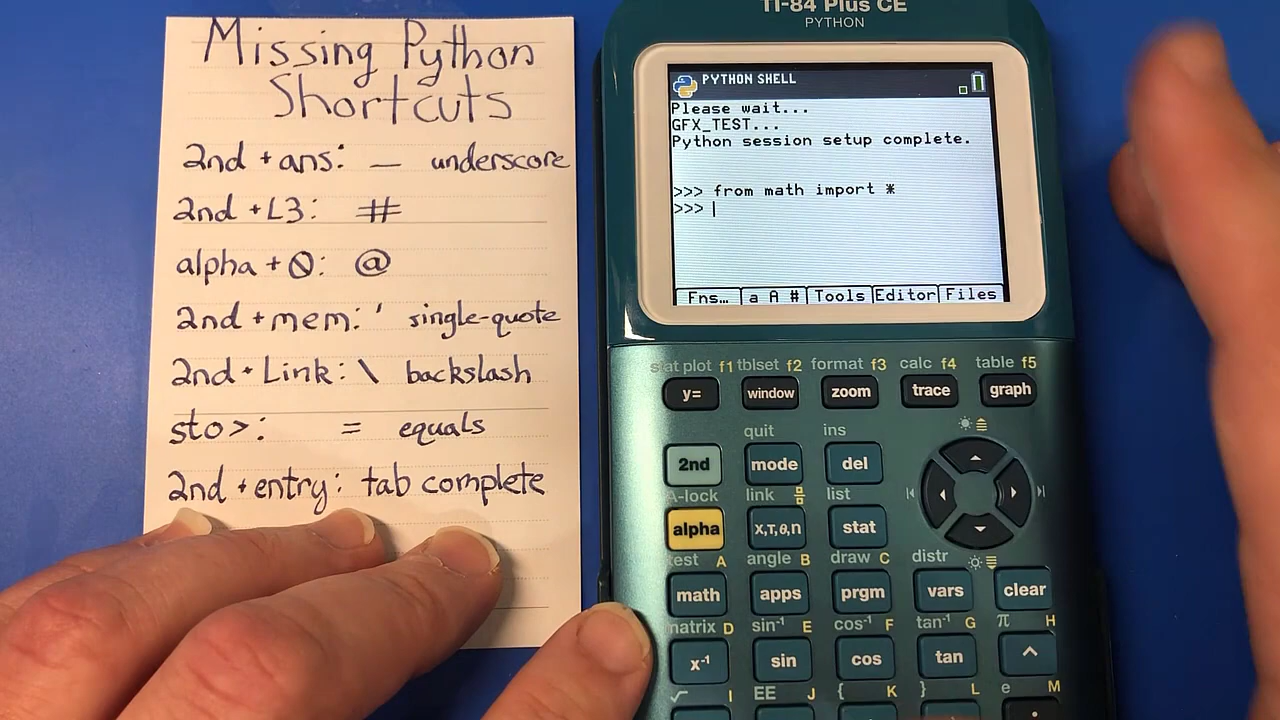 Missing Python
Shortcuts
2nd + ans: _ underscore
2nd + L3: #
alpha + 0: @
2nd + mem: ' single-quote
2nd + Link: \ backslash
sto>: = equals
2nd + entry: tab complete
TI-84 Plus CE
PYTHON
PYTHON SHELL
Please wait...
GFX_TEST...
Python session setup complete.
>>> from math import *
>>>
Fns... a A # Tools Editor Files
stat plot f1 tblset f2 format f3 calc f4 table f5
y= window zoom trace graph
quit ins
2nd mode del
A-lock link list
alpha X,T,θ,n stat
test A angle B draw C distr
math apps prgm vars clear
matrix D sin⁻¹ E cos⁻¹ F tan⁻¹ G π H
x⁻¹ sin cos tan ^
√ I EE J { K } L e M